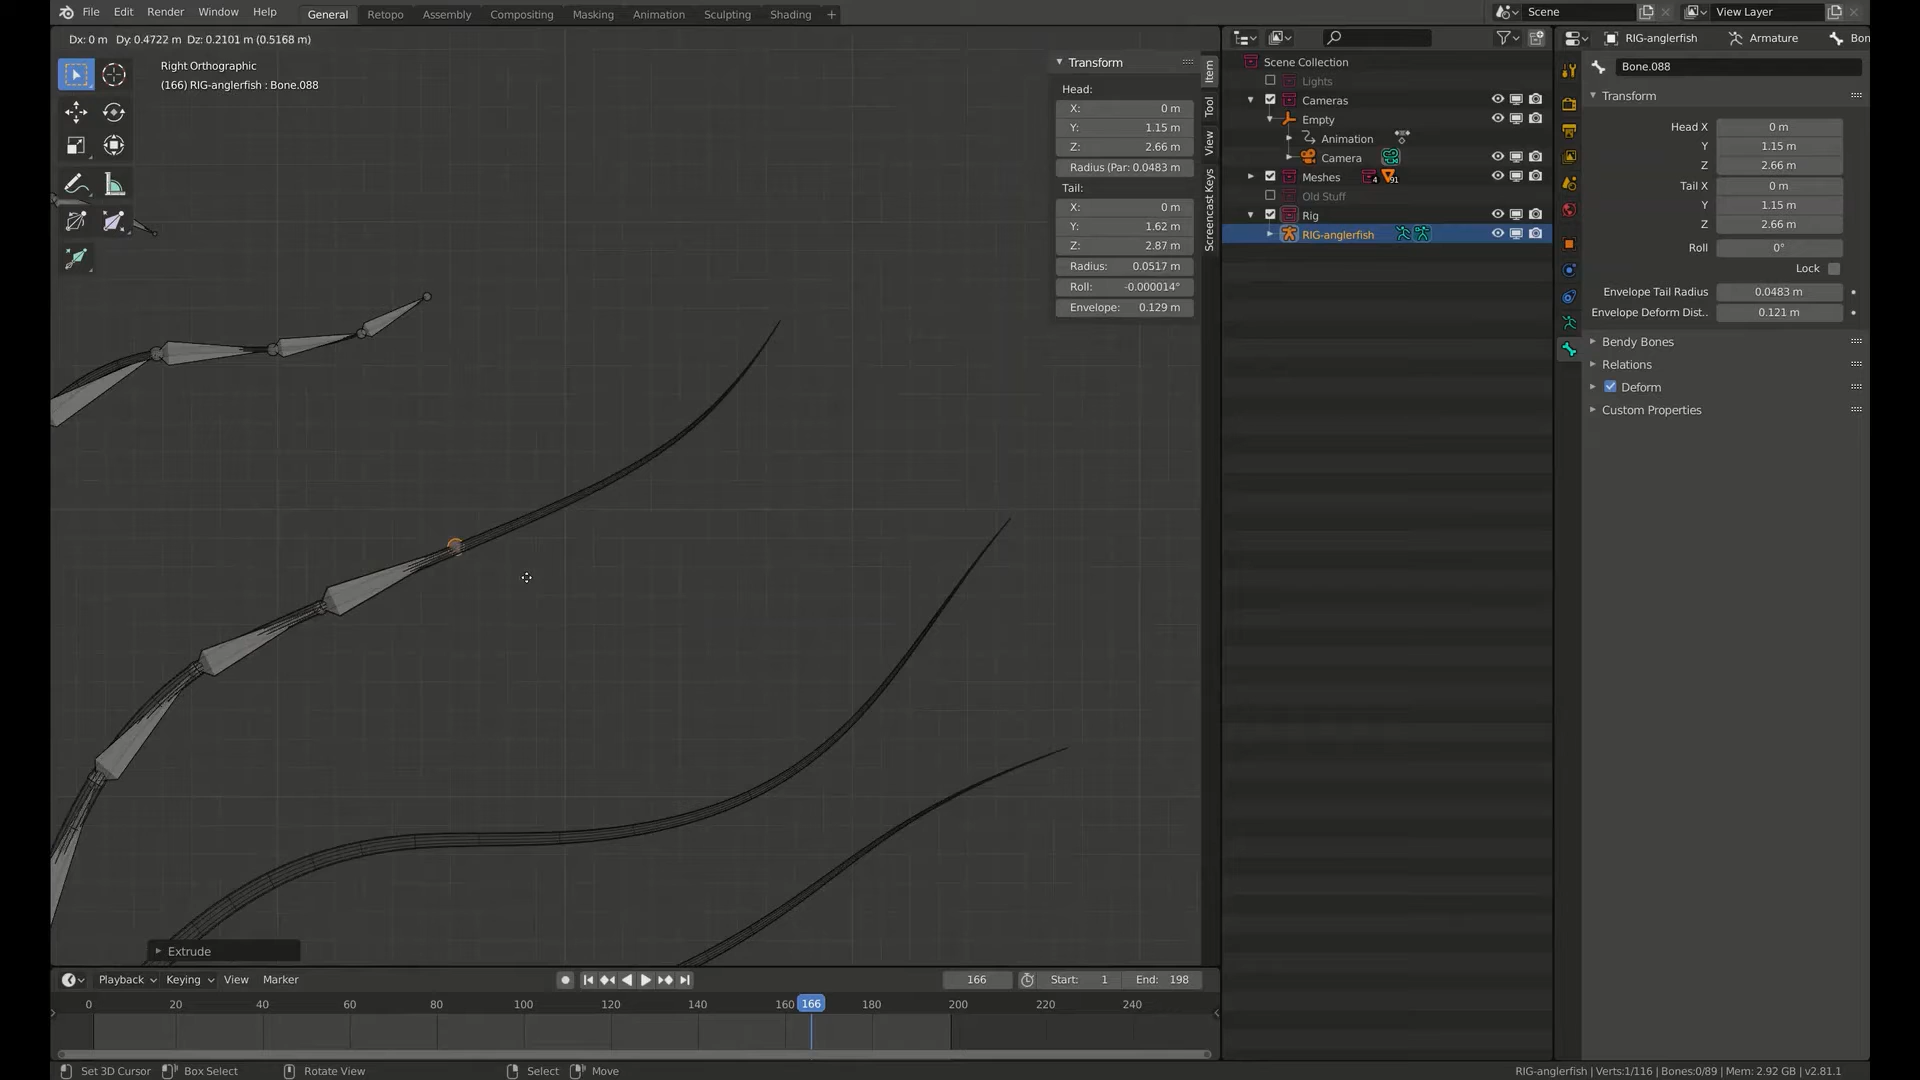 File Edit Render Window Help General Retopo Assembly Compositing Masking Animation Sculpting Shading + Scene View Layer
Dx: 0 m Dy: 0.4722 m Dz: 0.2101 m (0.5168 m)
Right Orthographic
(166) RIG-anglerfish : Bone.088
Transform
Head:
X: 0 m
Y: 1.15 m
Z: 2.66 m
Radius (Par: 0.0483 m
Tail:
X: 0 m
Y: 1.62 m
Z: 2.87 m
Radius: 0.0517 m
Roll: -0.000014°
Envelope: 0.129 m
Item
Tool
View
Screencast Keys
Scene Collection
Lights
Cameras
Empty
Animation
Camera
Meshes 4 91
Old Stuff
Rig
RIG-anglerfish
RIG-anglerfish Armature Bon
Bone.088
Transform
Head X 0 m
Y 1.15 m
Z 2.66 m
Tail X 0 m
Y 1.15 m
Z 2.66 m
Roll 0°
Lock
Envelope Tail Radius 0.0483 m
Envelope Deform Dist.. 0.121 m
Bendy Bones
Relations
Deform
Custom Properties
Extrude
Playback Keying View Marker 166 Start: 1 End: 198
0 20 40 60 80 100 120 140 160 166 180 200 220 240
Set 3D Cursor Box Select Rotate View Select Move RIG-anglerfish | Verts:1/116 | Bones:0/89 | Mem: 2.92 GB | v2.81.1